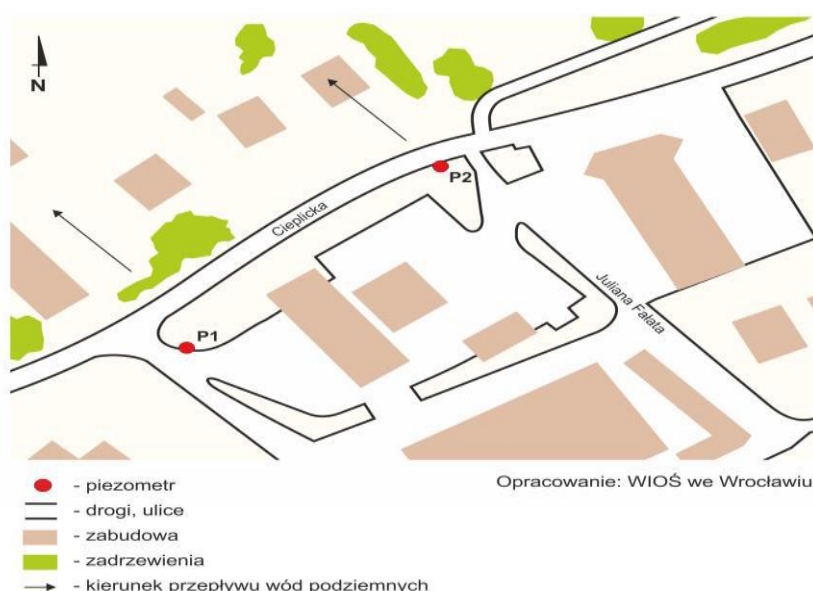 N
P2
Cieplicka
Juliana Fałata
P1
- piezometr
Opracowanie: WIOŚ we Wrocławiu
- drogi, ulice
- zabudowa
- zadrzewienia
- kierunek przepływu wód podziemnych